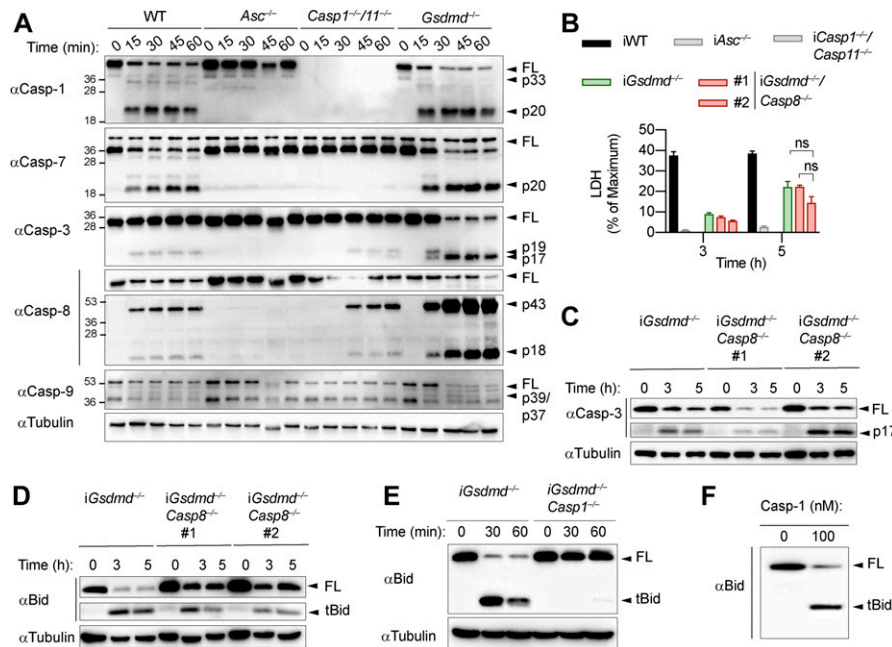 A
WT Asc–/– Casp1–/–/11–/– Gsdmd–/–
Time (min): 0 15 30 45 60 0 15 30 45 60 0 15 30 45 60 0 15 30 45 60
αCasp-1
36
28
18
FL
p33
p20
αCasp-7
36
28
18
FL
p20
αCasp-3
36
28
18
FL
p19
p17
αCasp-8
FL
53
36
28
p43
p18
αCasp-9
53
36
FL
p39/
p37
αTubulin
B
iWT iAsc–/– iCasp1–/–/
Casp11–/–
iGsdmd–/– #1 iGsdmd–/–/
#2 Casp8–/–
LDH
(% of Maximum)
50
40
30
20
10
0
ns
ns
3 5
Time (h)
C
iGsdmd–/– iGsdmd–/– iGsdmd–/–
Casp8–/– Casp8–/–
#1 #2
Time (h): 0 3 5 0 3 5 0 3 5
αCasp-3 FL
p17
αTubulin
D
iGsdmd–/– iGsdmd–/– iGsdmd–/–
Casp8–/– Casp8–/–
#1 #2
Time (h): 0 3 5 0 3 5 0 3 5
αBid FL
tBid
αTubulin
E
iGsdmd–/– iGsdmd–/–
Casp1–/–
Time (min): 0 30 60 0 30 60
αBid FL
tBid
αTubulin
F
Casp-1 (nM):
0 100
αBid FL
tBid